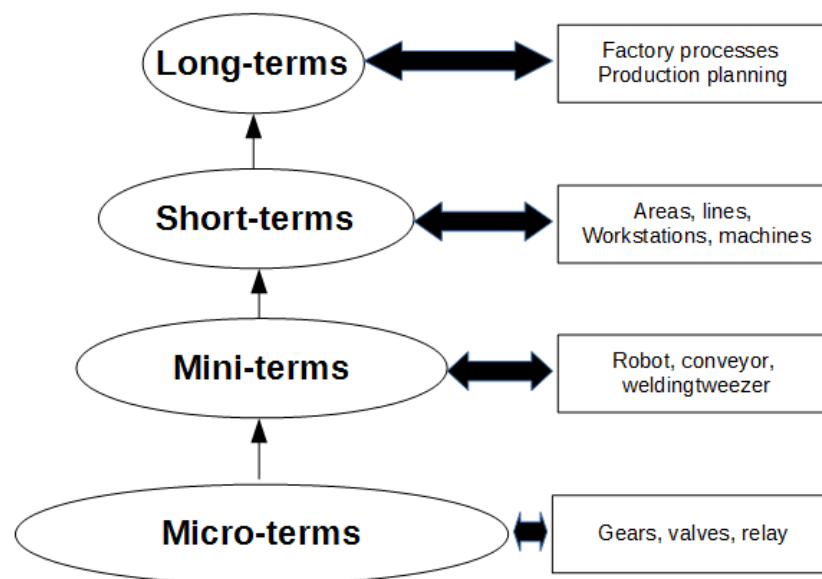 Long-terms
Factory processes
Production planning
Short-terms
Areas, lines,
Workstations, machines
Mini-terms
Robot, conveyor,
weldingtweezer
Micro-terms
Gears, valves, relay